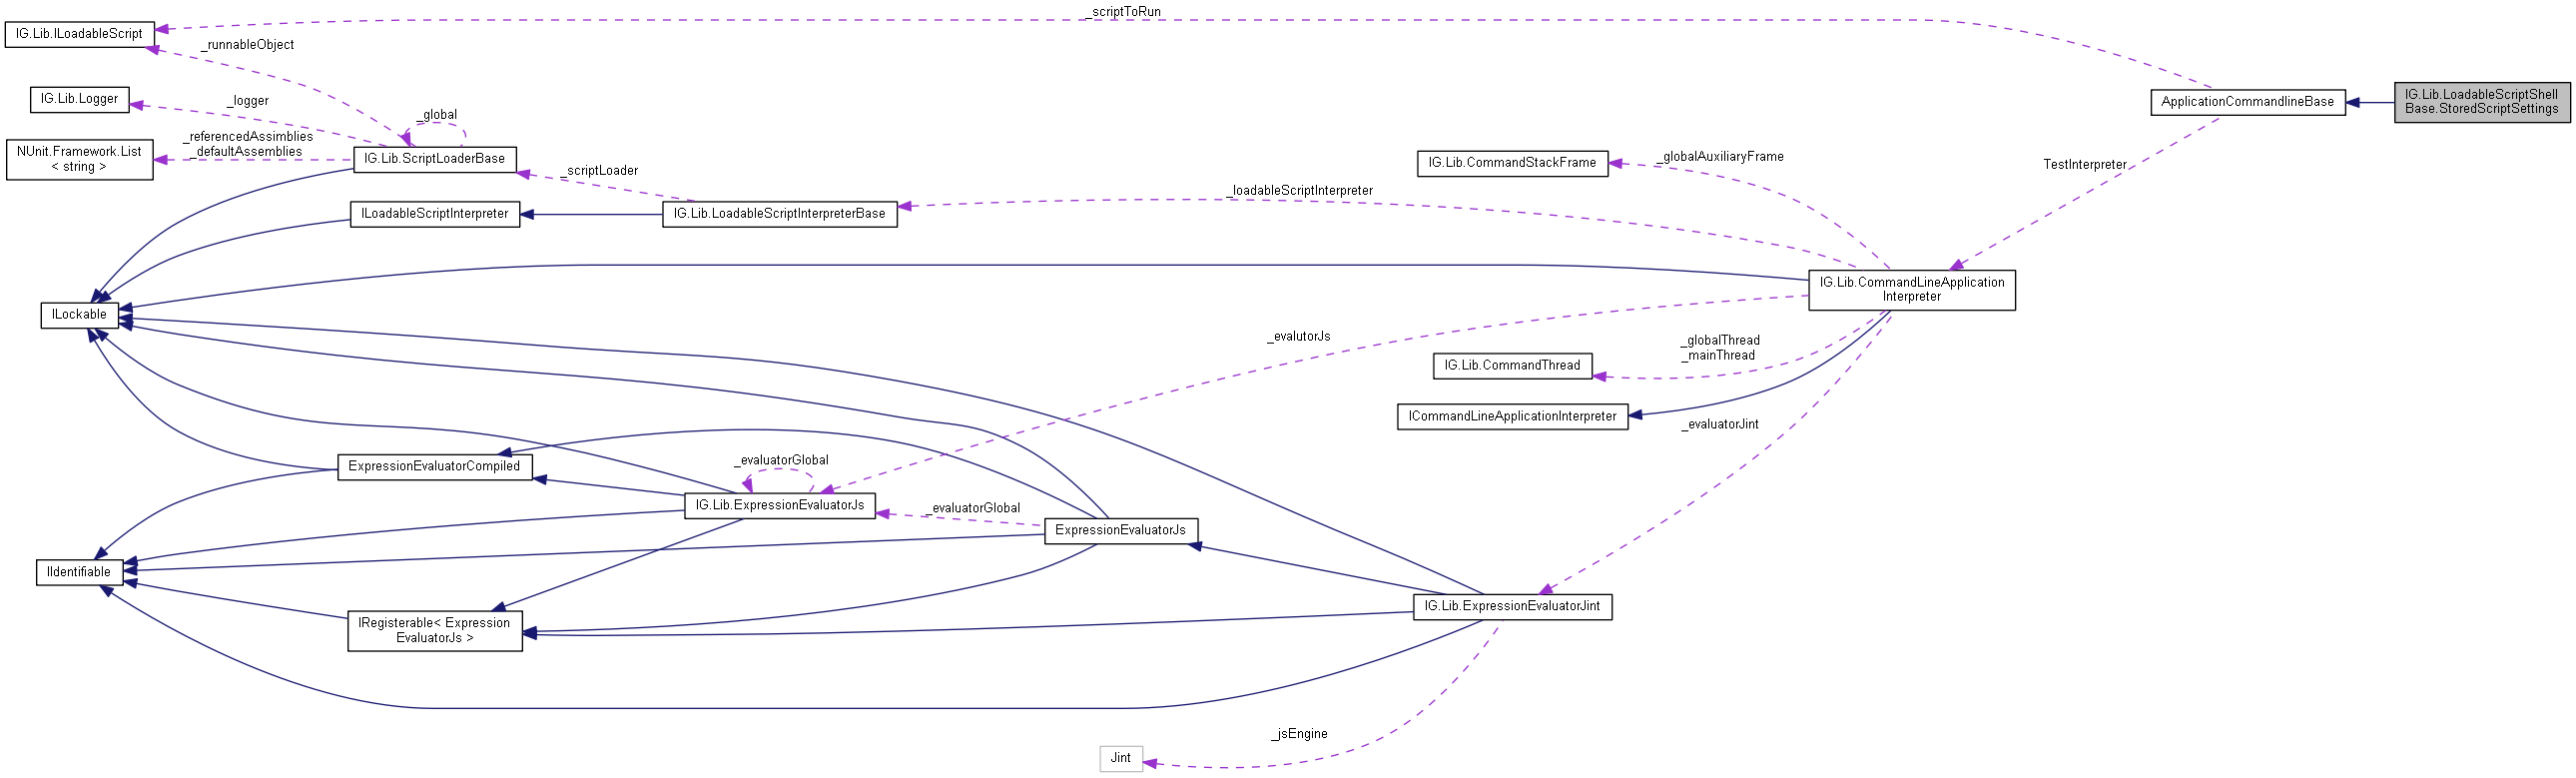 _scriptToRun
IG.Lib.ILoadableScript
_runnableObject
IG.Lib.Logger
_logger
_global
ApplicationCommandlineBase
IG.Lib.LoadableScriptShell
Base.StoredScriptSettings
_referencedAssimblies
_defaultAssemblies
NUnit.Framework.List
< string >
IG.Lib.ScriptLoaderBase
_scriptLoader
IG.Lib.CommandStackFrame
_globalAuxiliaryFrame
TestInterpreter
_loadableScriptInterpreter
ILoadableScriptInterpreter
IG.Lib.LoadableScriptInterpreterBase
IG.Lib.CommandLineApplication
Interpreter
ILockable
_evalutorJs
_globalThread
_mainThread
IG.Lib.CommandThread
ICommandLineApplicationInterpreter
_evaluatorJint
ExpressionEvaluatorCompiled
_evaluatorGlobal
IG.Lib.ExpressionEvaluatorJs
_evaluatorGlobal
ExpressionEvaluatorJs
IIdentifiable
IRegisterable< Expression
EvaluatorJs >
IG.Lib.ExpressionEvaluatorJint
_jsEngine
Jint